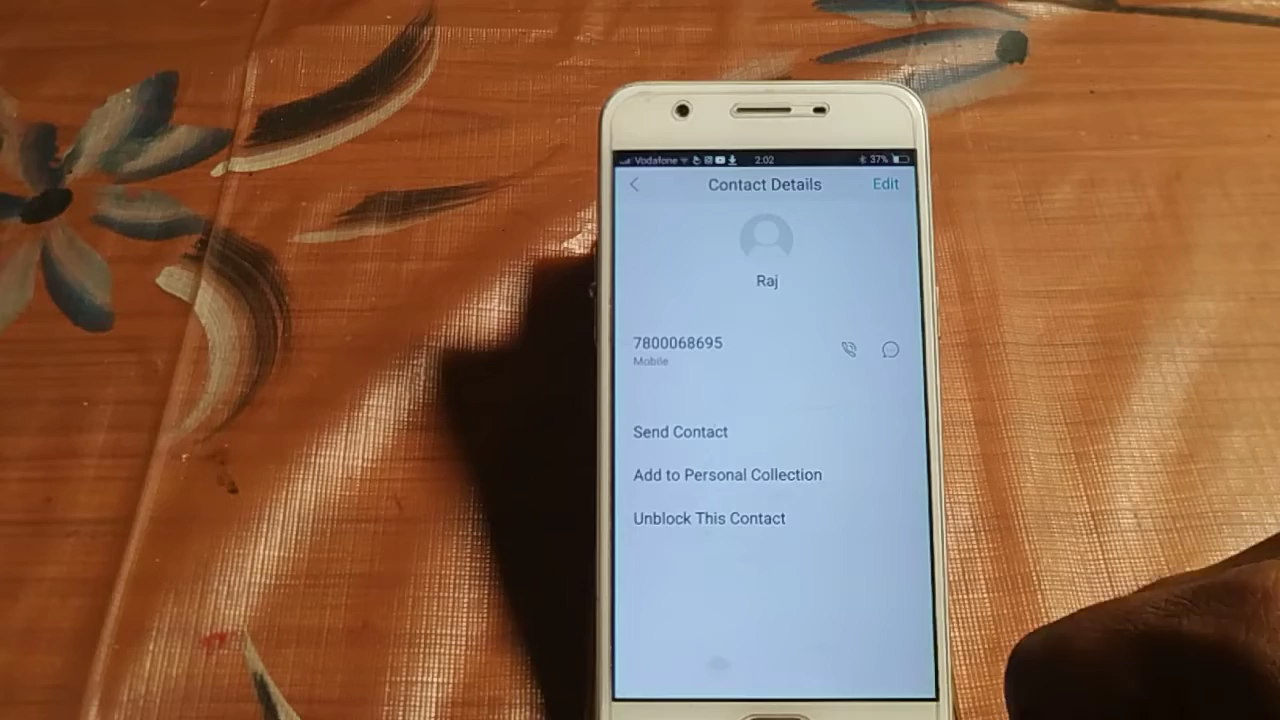 Vodafone 2:02 37%
Contact Details Edit
Raj
7800068695
Mobile
Send Contact
Add to Personal Collection
Unblock This Contact